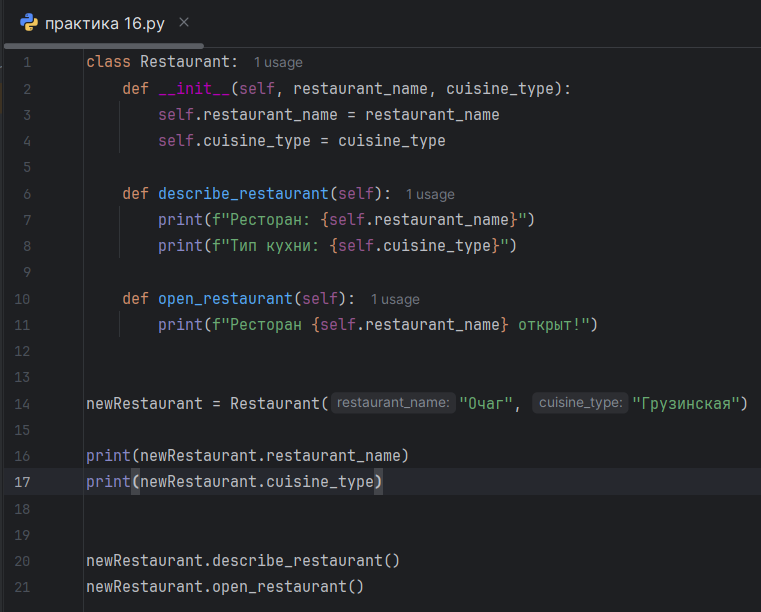 практика 16.py ×
1 class Restaurant: 1 usage
2 def __init__(self, restaurant_name, cuisine_type):
3 self.restaurant_name = restaurant_name
4 self.cuisine_type = cuisine_type
5
6 def describe_restaurant(self): 1 usage
7 print(f"Ресторан: {self.restaurant_name}")
8 print(f"Тип кухни: {self.cuisine_type}")
9
10 def open_restaurant(self): 1 usage
11 print(f"Ресторан {self.restaurant_name} открыт!")
12
13
14 newRestaurant = Restaurant( restaurant_name: "Очаг", cuisine_type: "Грузинская")
15
16 print(newRestaurant.restaurant_name)
17 print(newRestaurant.cuisine_type)
18
19
20 newRestaurant.describe_restaurant()
21 newRestaurant.open_restaurant()